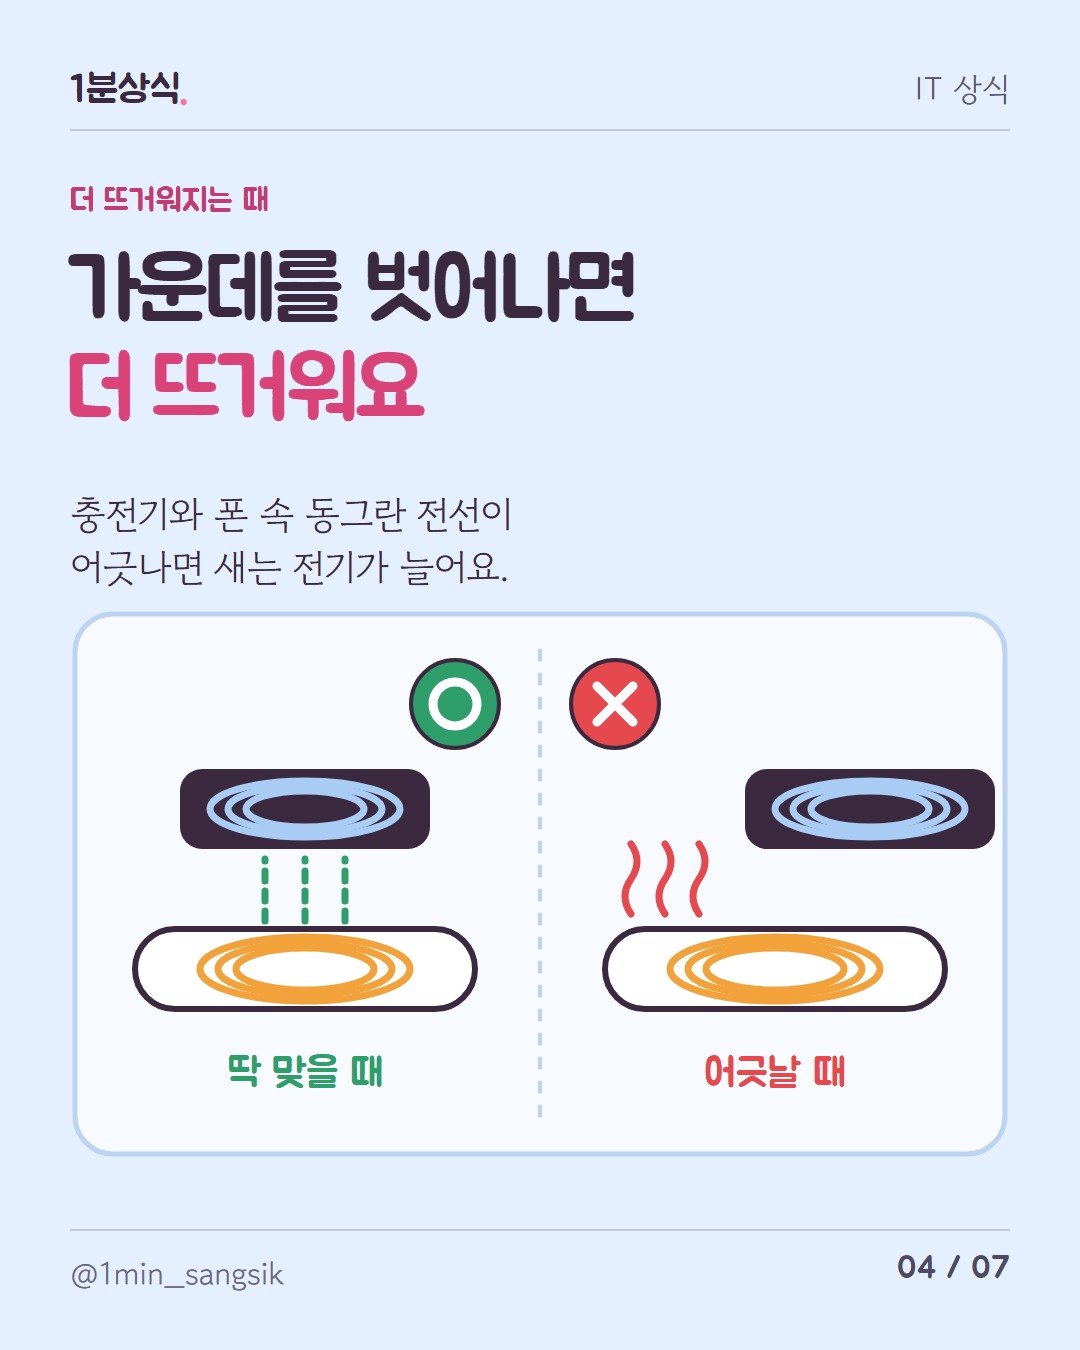 1분상식.
IT 상식
더 뜨거워지는 때
가운데를 벗어나면
더 뜨거워요
충전기와 폰 속 동그란 전선이
어긋나면 새는 전기가 늘어요.
딱 맞을 때
어긋날 때
@1min_sangsik
04 / 07